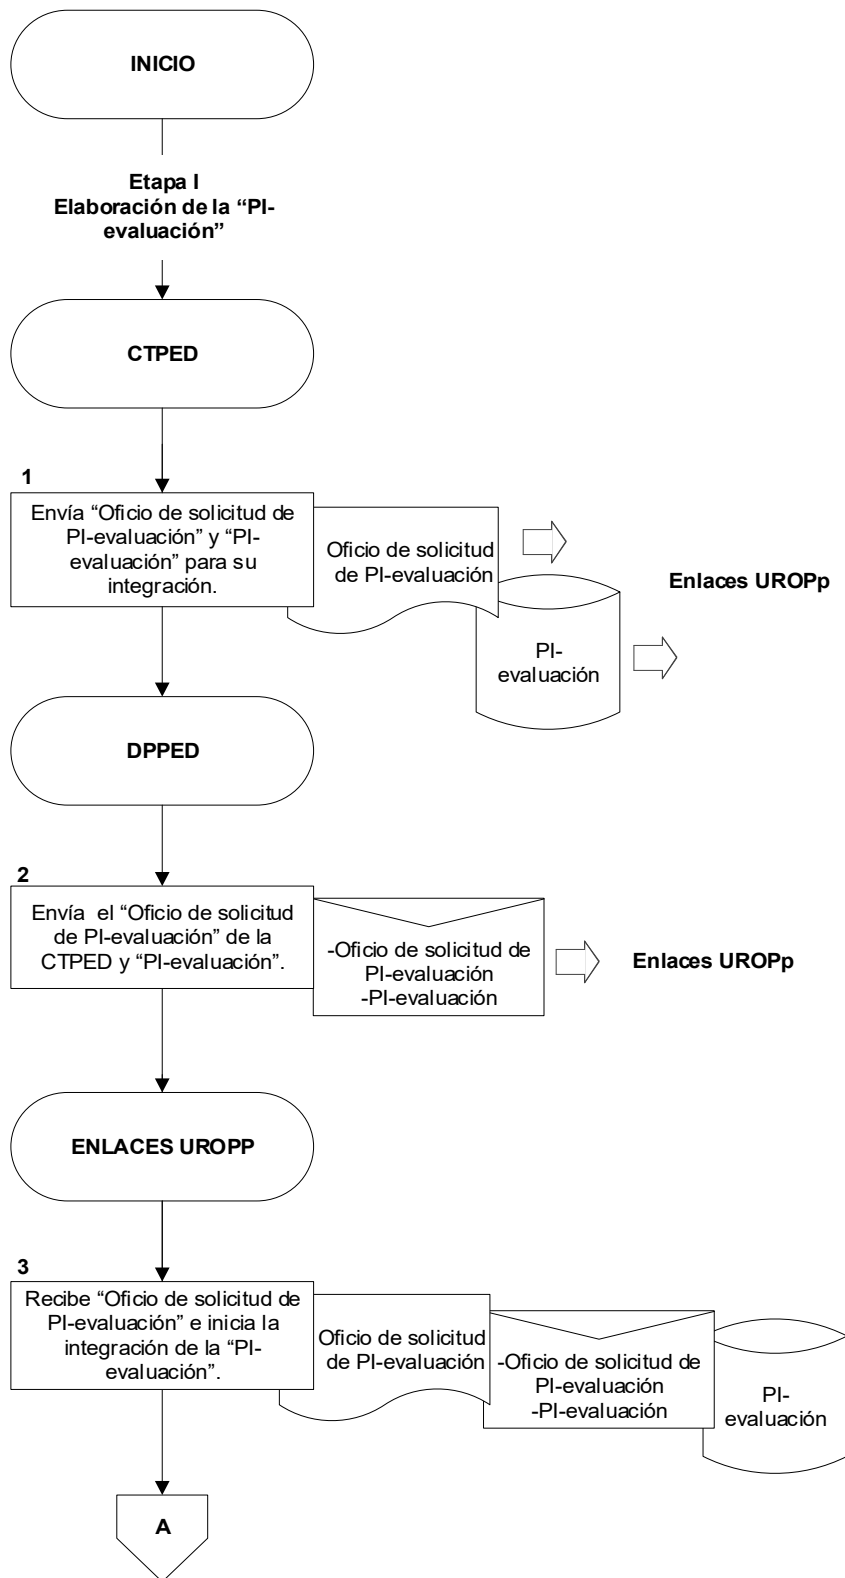 INICIO
Etapa I
Elaboración de la “PI-
evaluación”
CTPED
1
Envía “Oficio de solicitud de
PI-evaluación” y “PI-
evaluación” para su
integración.
Oficio de solicitud
de PI-evaluación
PI-
evaluación
Enlaces UROPp
DPPED
2
Envía el “Oficio de solicitud
de PI-evaluación” de la
CTPED y “PI-evaluación”.
-Oficio de solicitud de
PI-evaluación
-PI-evaluación
Enlaces UROPp
ENLACES UROPP
3
Recibe “Oficio de solicitud de
PI-evaluación” e inicia la
integración de la “PI-
evaluación”.
Oficio de solicitud
de PI-evaluación
-Oficio de solicitud de
PI-evaluación
-PI-evaluación
PI-
evaluación
A